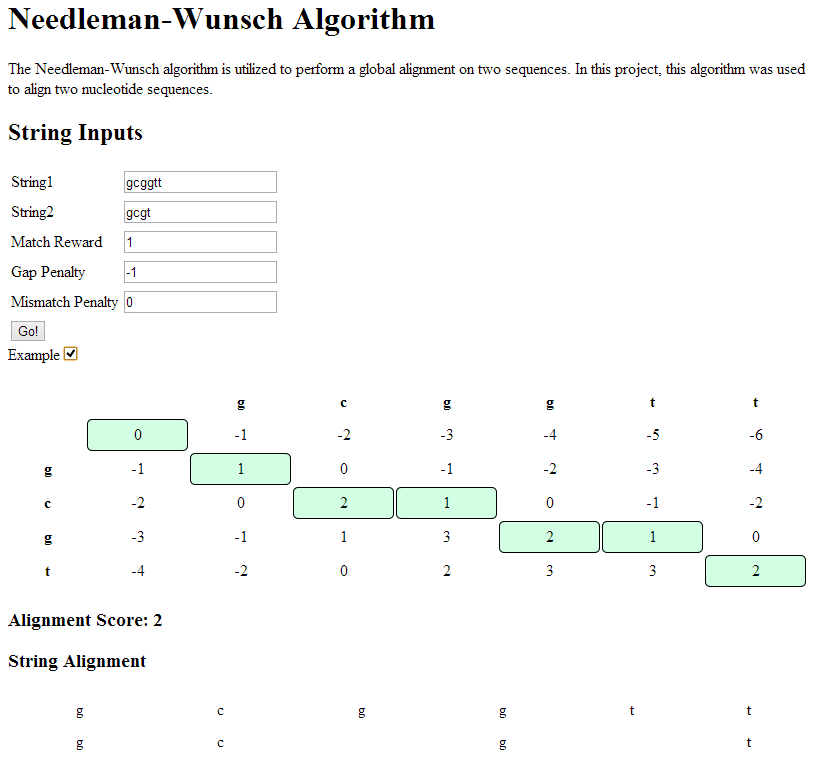 Needleman-Wunsch Algorithm
The Needleman-Wunsch algorithm is utilized to perform a global alignment on two sequences. In this project, this algorithm was used
to align two nucleotide sequences.
String Inputs
String1 gcggtt
String2 gcgt
Match Reward 1
Gap Penalty -1
Mismatch Penalty 0
Go!
Example
g c g g t t
0 -1 -2 -3 -4 -5 -6
g -1 1 0 -1 -2 -3 -4
c -2 0 2 1 0 -1 -2
g -3 -1 1 3 2 1 0
t -4 -2 0 2 3 3 2
Alignment Score: 2
String Alignment
g c g g t t
g c g t